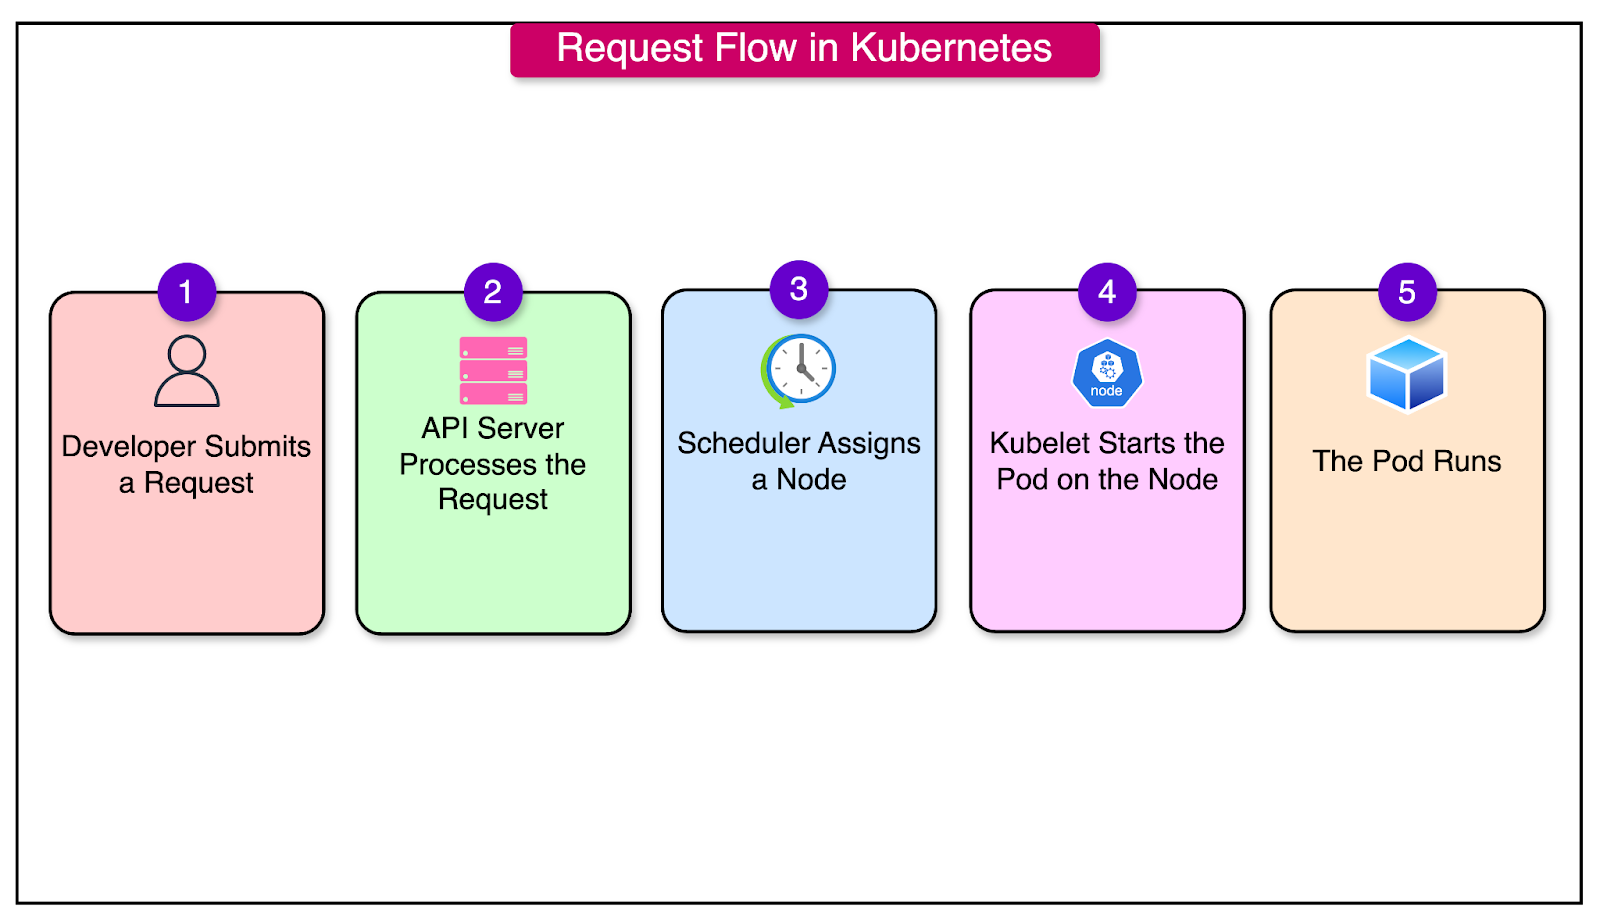 Request Flow in Kubernetes
1
Developer Submits
a Request
2
API Server
Processes the
Request
3
Scheduler Assigns
a Node
4
node
Kubelet Starts the
Pod on the Node
5
The Pod Runs